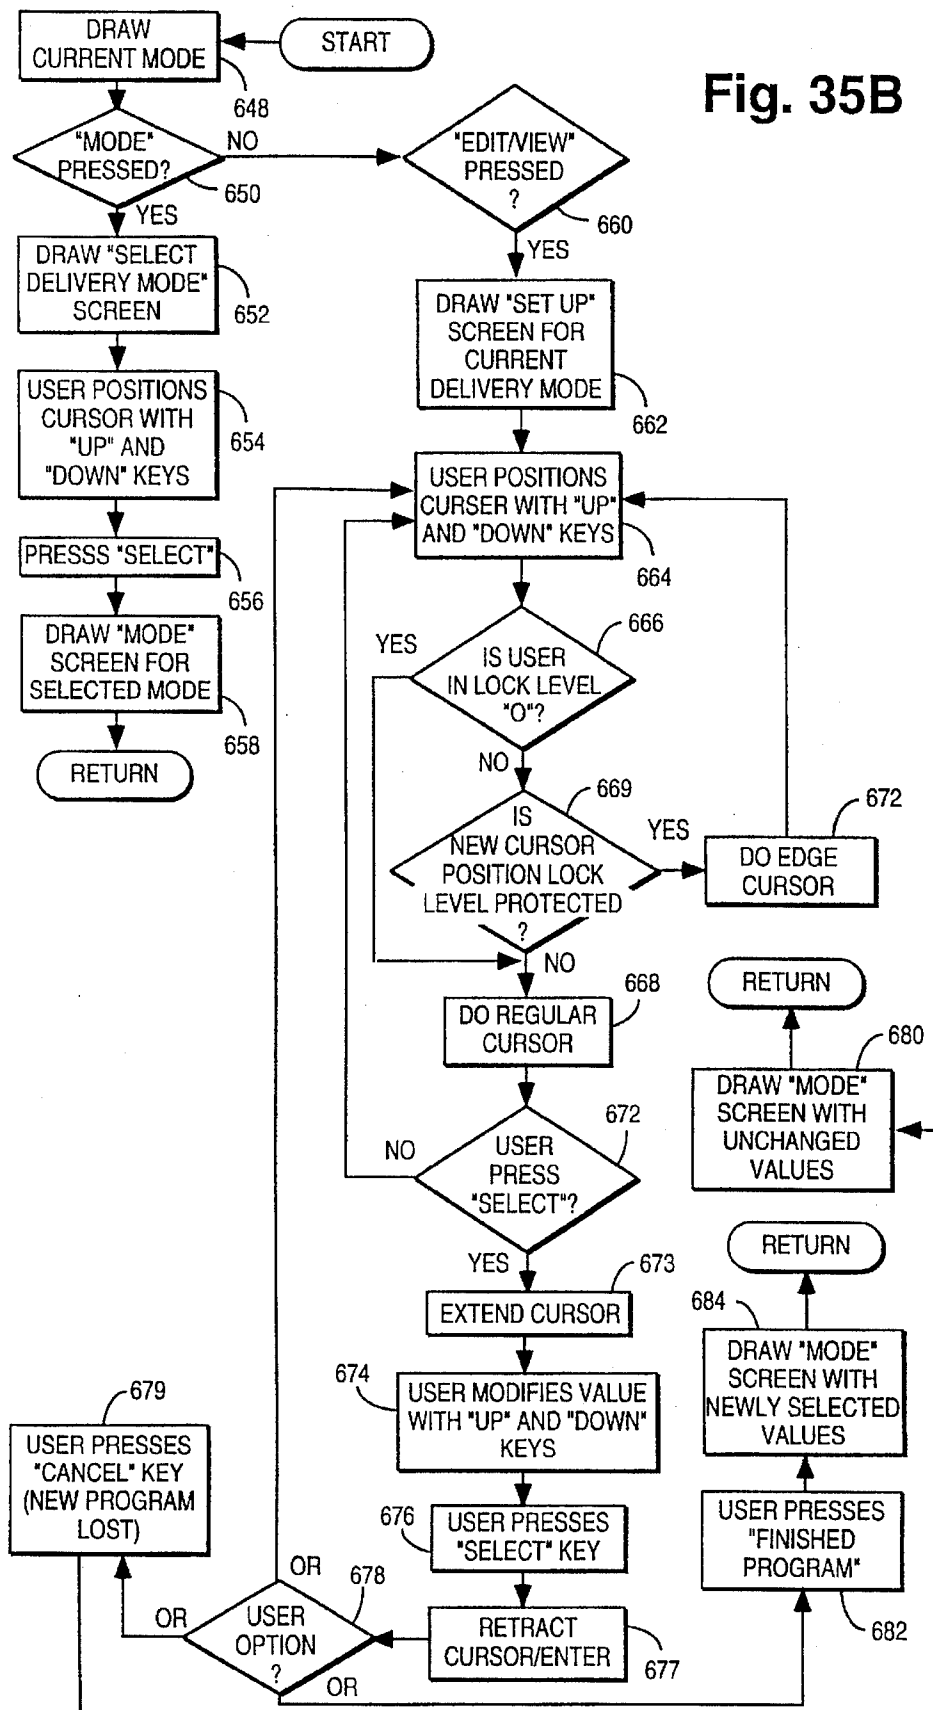 DRAW
CURRENT MODE
START
648
Fig. 35B
"MODE"
PRESSED?
NO
650
YES
"EDIT/VIEW"
PRESSED
?
660
YES
DRAW "SELECT
DELIVERY MODE"
SCREEN
652
DRAW "SET UP"
SCREEN FOR
CURRENT
DELIVERY MODE
662
USER POSITIONS
CURSOR WITH
"UP" AND
"DOWN" KEYS
654
USER POSITIONS
CURSER WITH "UP"
AND "DOWN" KEYS
664
PRESSS "SELECT"
656
DRAW "MODE"
SCREEN FOR
SELECTED MODE
658
RETURN
YES
666
IS USER
IN LOCK LEVEL
"O"?
NO
669
IS
NEW CURSOR
POSITION LOCK
LEVEL PROTECTED
?
YES
672
DO EDGE
CURSOR
NO
668
DO REGULAR
CURSOR
RETURN
680
DRAW "MODE"
SCREEN WITH
UNCHANGED
VALUES
NO
672
USER
PRESS
"SELECT"?
YES
673
EXTEND CURSOR
RETURN
684
DRAW "MODE"
SCREEN WITH
NEWLY SELECTED
VALUES
674
USER MODIFIES VALUE
WITH "UP" AND "DOWN"
KEYS
679
USER PRESSES
"CANCEL" KEY
(NEW PROGRAM
LOST)
676
USER PRESSES
"SELECT" KEY
USER PRESSES
"FINISHED
PROGRAM"
682
OR
678
OR
USER
OPTION
?
OR
RETRACT
CURSOR/ENTER
677